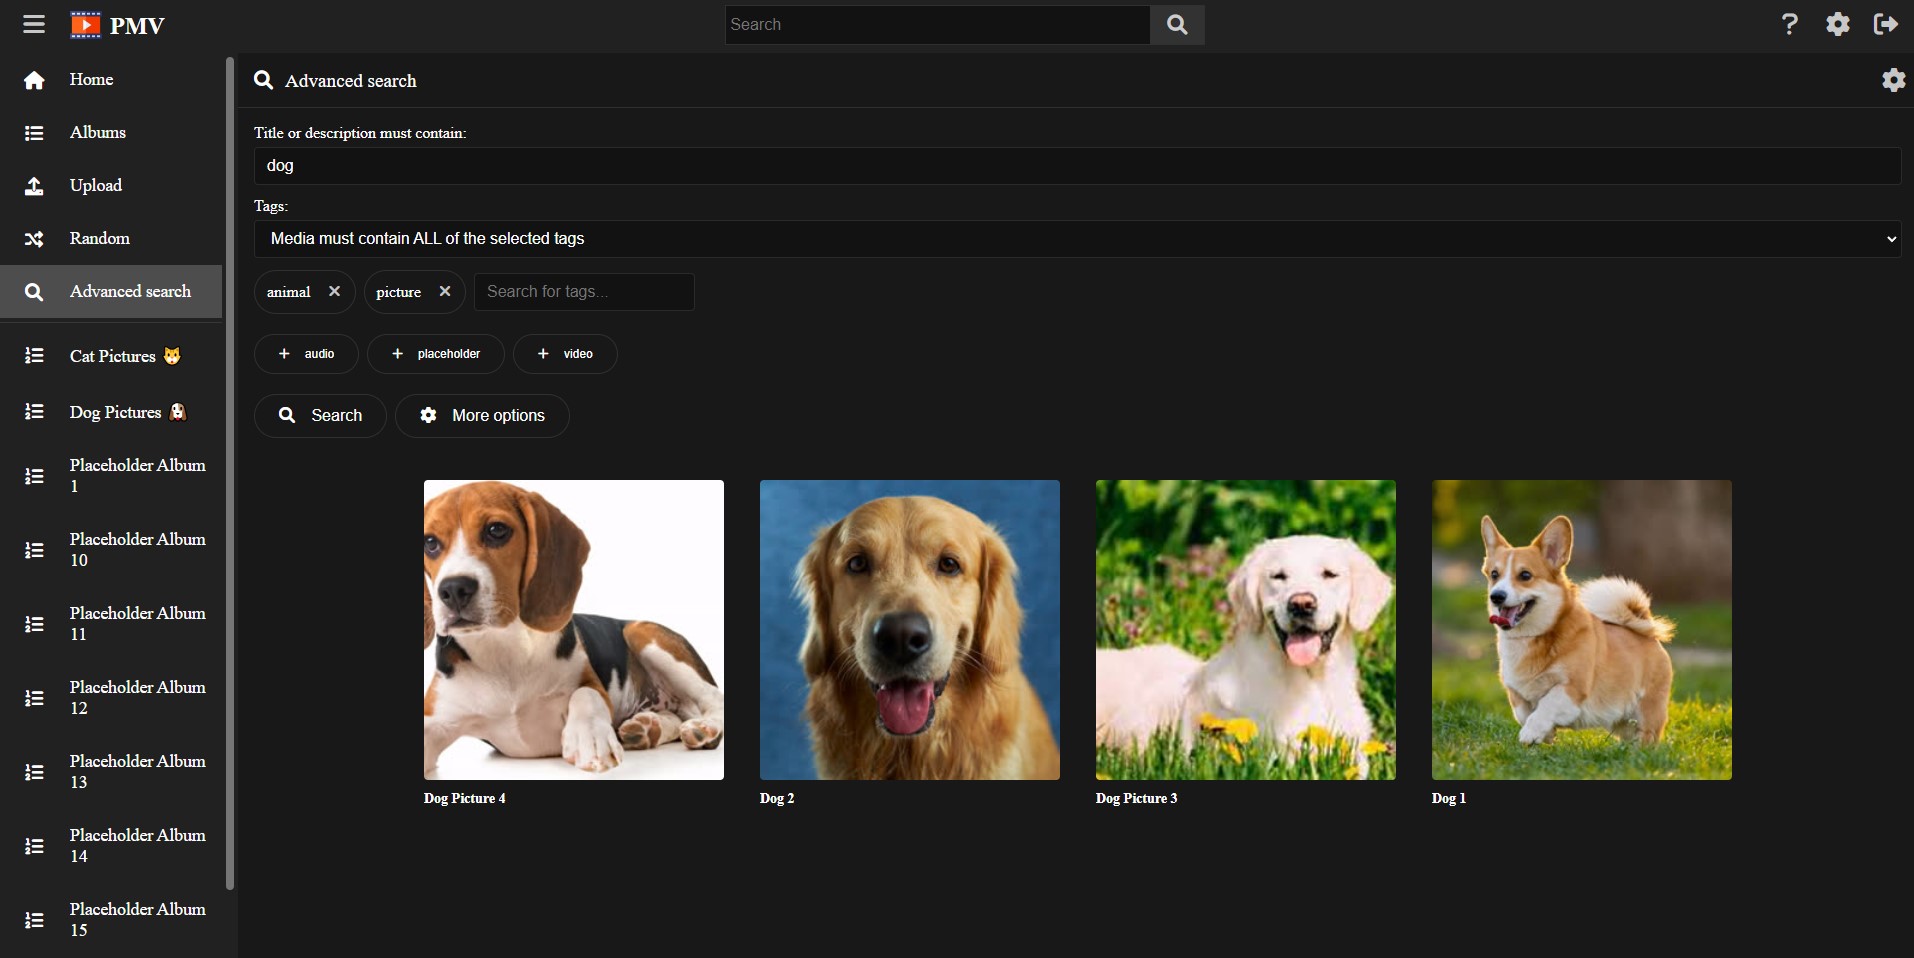 PMV
Search
Home
Albums
Upload
Random
Advanced search
Cat Pictures 🐱
Dog Pictures 🐶
Placeholder Album
1
Placeholder Album
10
Placeholder Album
11
Placeholder Album
12
Placeholder Album
13
Placeholder Album
14
Placeholder Album
15
Advanced search
Title or description must contain:
dog
Tags:
Media must contain ALL of the selected tags
animal picture Search for tags...
audio placeholder video
Search More options
Dog Picture 4
Dog 2
Dog Picture 3
Dog 1